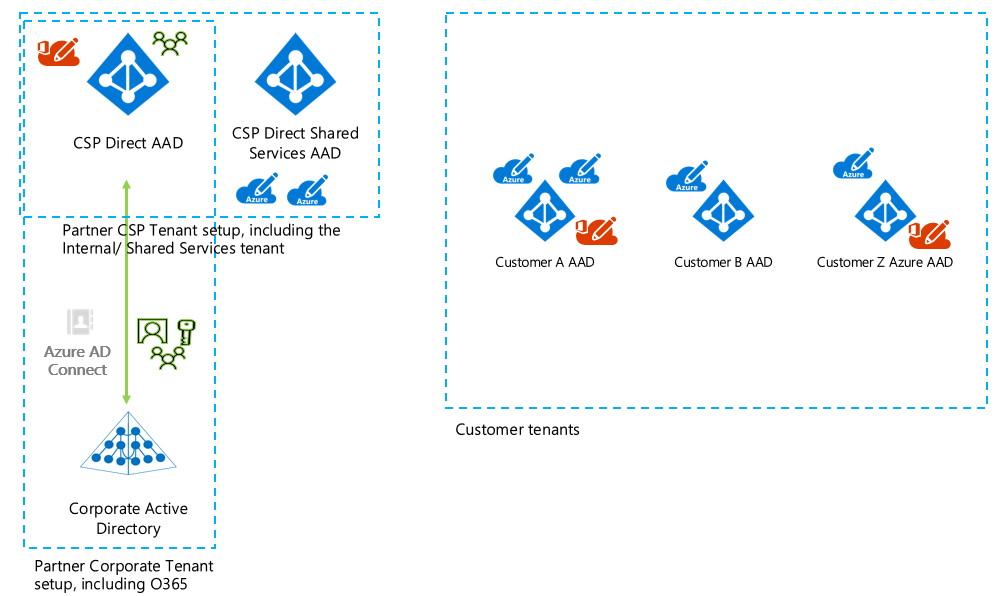 CSP Direct AAD
CSP Direct Shared
Services AAD
Azure
Azure
Partner CSP Tenant setup, including the
Internal/ Shared Services tenant
Azure AD
Connect
Corporate Active
Directory
Partner Corporate Tenant
setup, including O365
Azure
Azure
Customer A AAD
Azure
Customer B AAD
Azure
Customer Z Azure AAD
Customer tenants